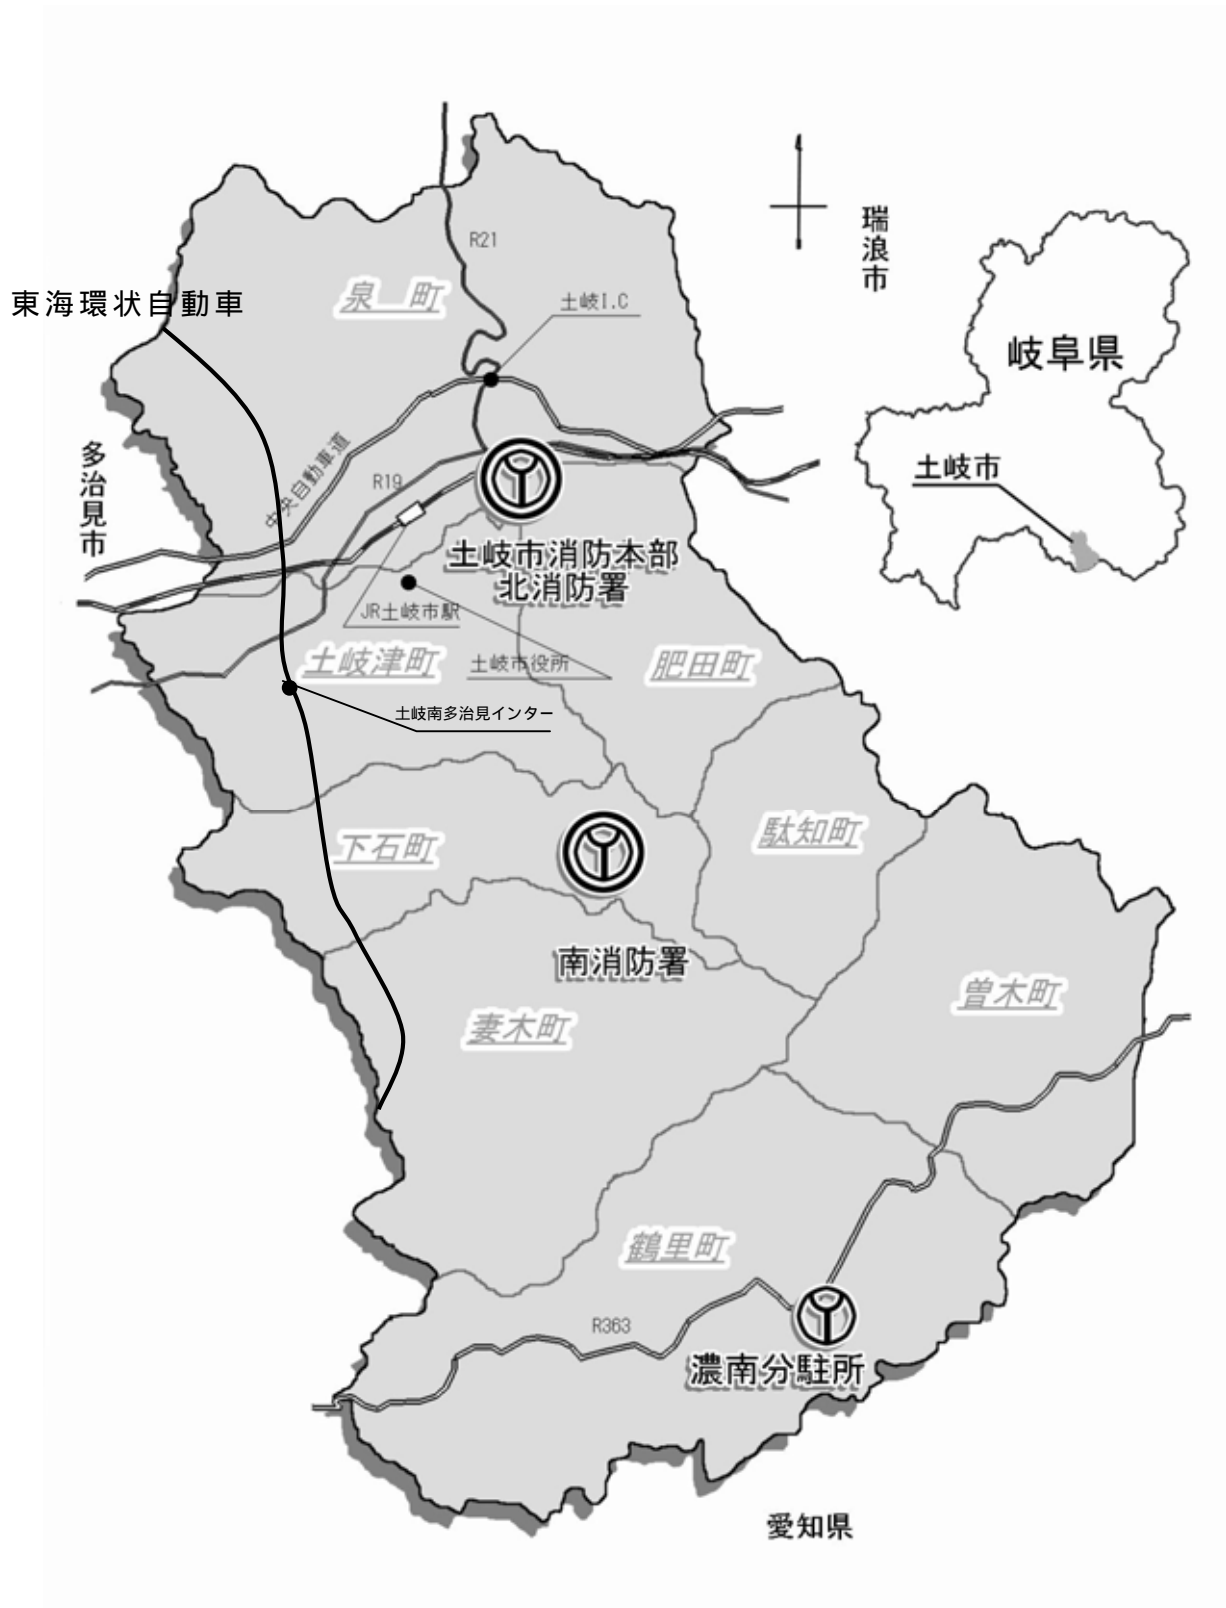 瑞浪市
R21
泉 町
東海環状自動車
土岐I.C
岐阜県
中央自動車道
多治見市
土岐市
R19
土岐市消防本部
北消防署
JR土岐市駅
土岐津町
土岐市役所
肥田町
土岐南多治見インター
下石町
駄知町
南消防署
妻木町
曽木町
鶴里町
R363
濃南分駐所
愛知県